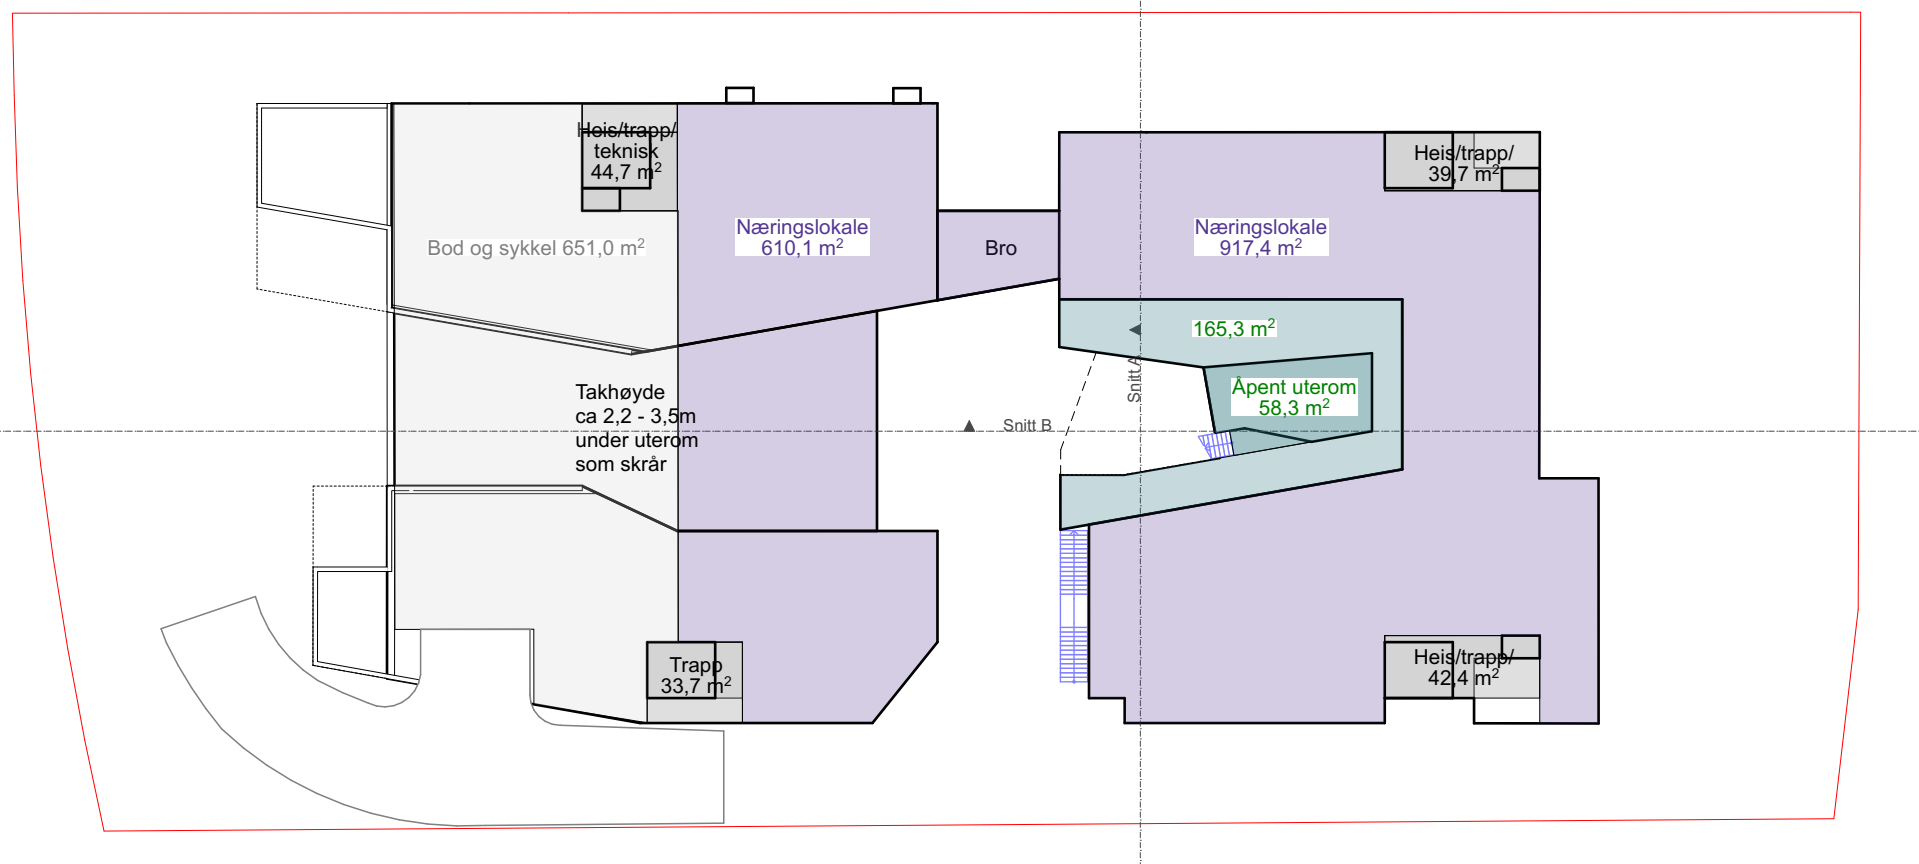 Heis/trapp/
teknisk
44,7 m²
Heis/trapp/
39,7 m²
Næringslokale
610,1 m²
Næringslokale
917,4 m²
Bod og sykkel 651,0 m²
Bro
165,3 m²
Snitt A
Åpent uterom
58,3 m²
Takhøyde
ca 2,2 - 3,5m
under uterom
som skrår
Snitt B
Trapp
33,7 m²
Heis/trapp/
42,4 m²